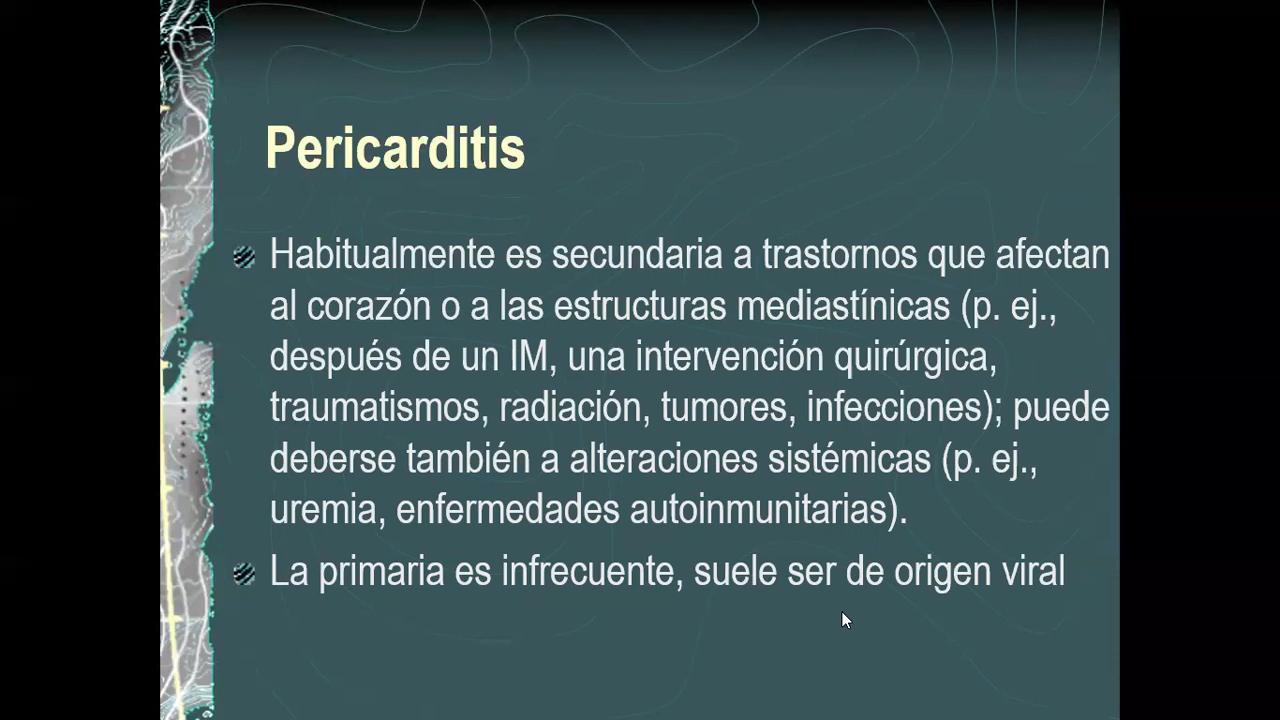 Pericarditis
Habitualmente es secundaria a trastornos que afectan
al corazón o a las estructuras mediastínicas (p. ej.,
después de un IM, una intervención quirúrgica,
traumatismos, radiación, tumores, infecciones); puede
deberse también a alteraciones sistémicas (p. ej.,
uremia, enfermedades autoinmunitarias).
La primaria es infrecuente, suele ser de origen viral